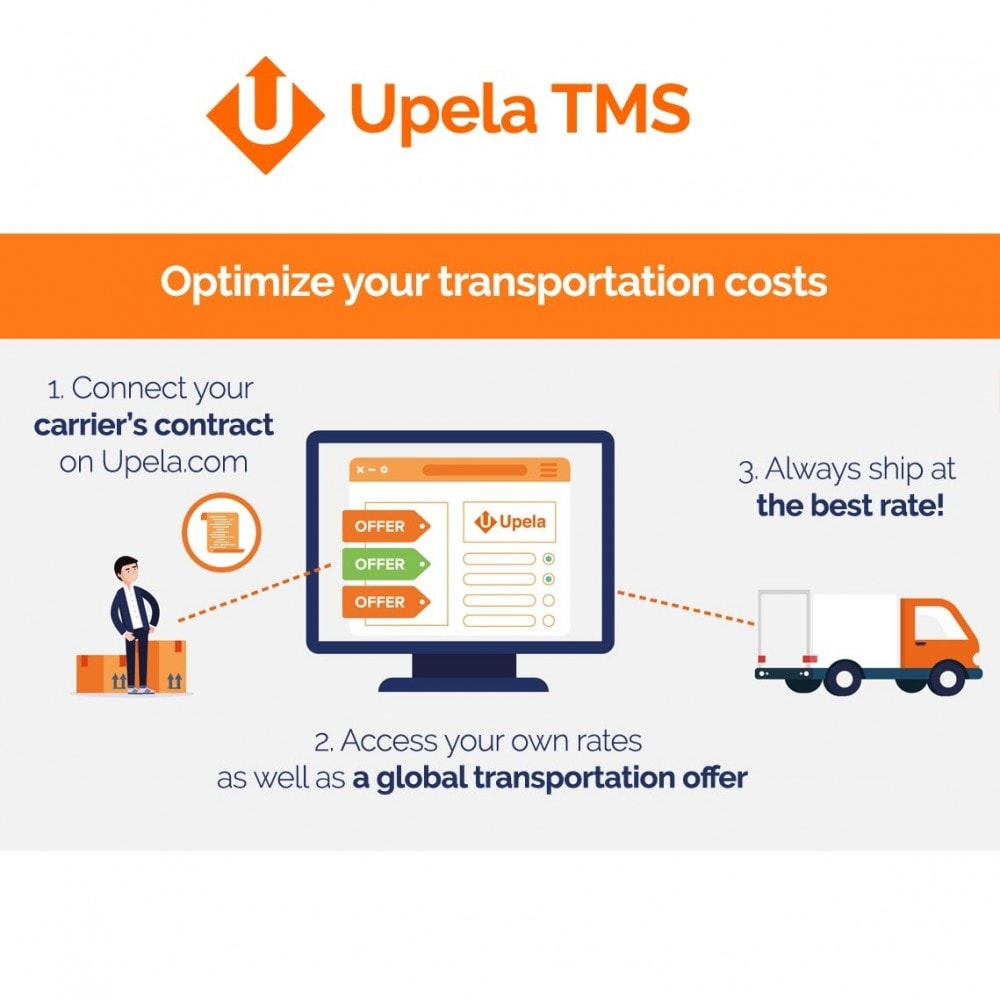 Upela TMS
Optimize your transportation costs
1. Connect your
carrier's contract
on Upela.com
OFFER
OFFER
OFFER
Upela
3. Always ship at
the best rate!
2. Access your own rates
as well as a global transportation offer